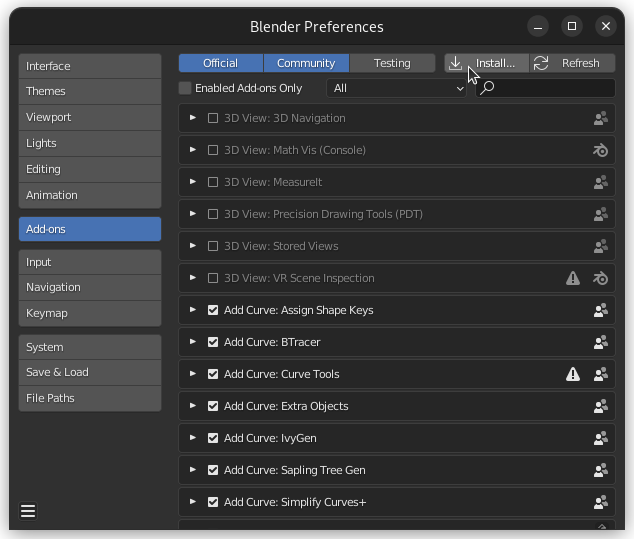 Blender Preferences
Interface
Themes
Viewport
Lights
Editing
Animation
Add-ons
Input
Navigation
Keymap
System
Save & Load
File Paths
Official Community Testing Install... Refresh
Enabled Add-ons Only All
3D View: 3D Navigation
3D View: Math Vis (Console)
3D View: MeasureIt
3D View: Precision Drawing Tools (PDT)
3D View: Stored Views
3D View: VR Scene Inspection
Add Curve: Assign Shape Keys
Add Curve: BTracer
Add Curve: Curve Tools
Add Curve: Extra Objects
Add Curve: IvyGen
Add Curve: Sapling Tree Gen
Add Curve: Simplify Curves+